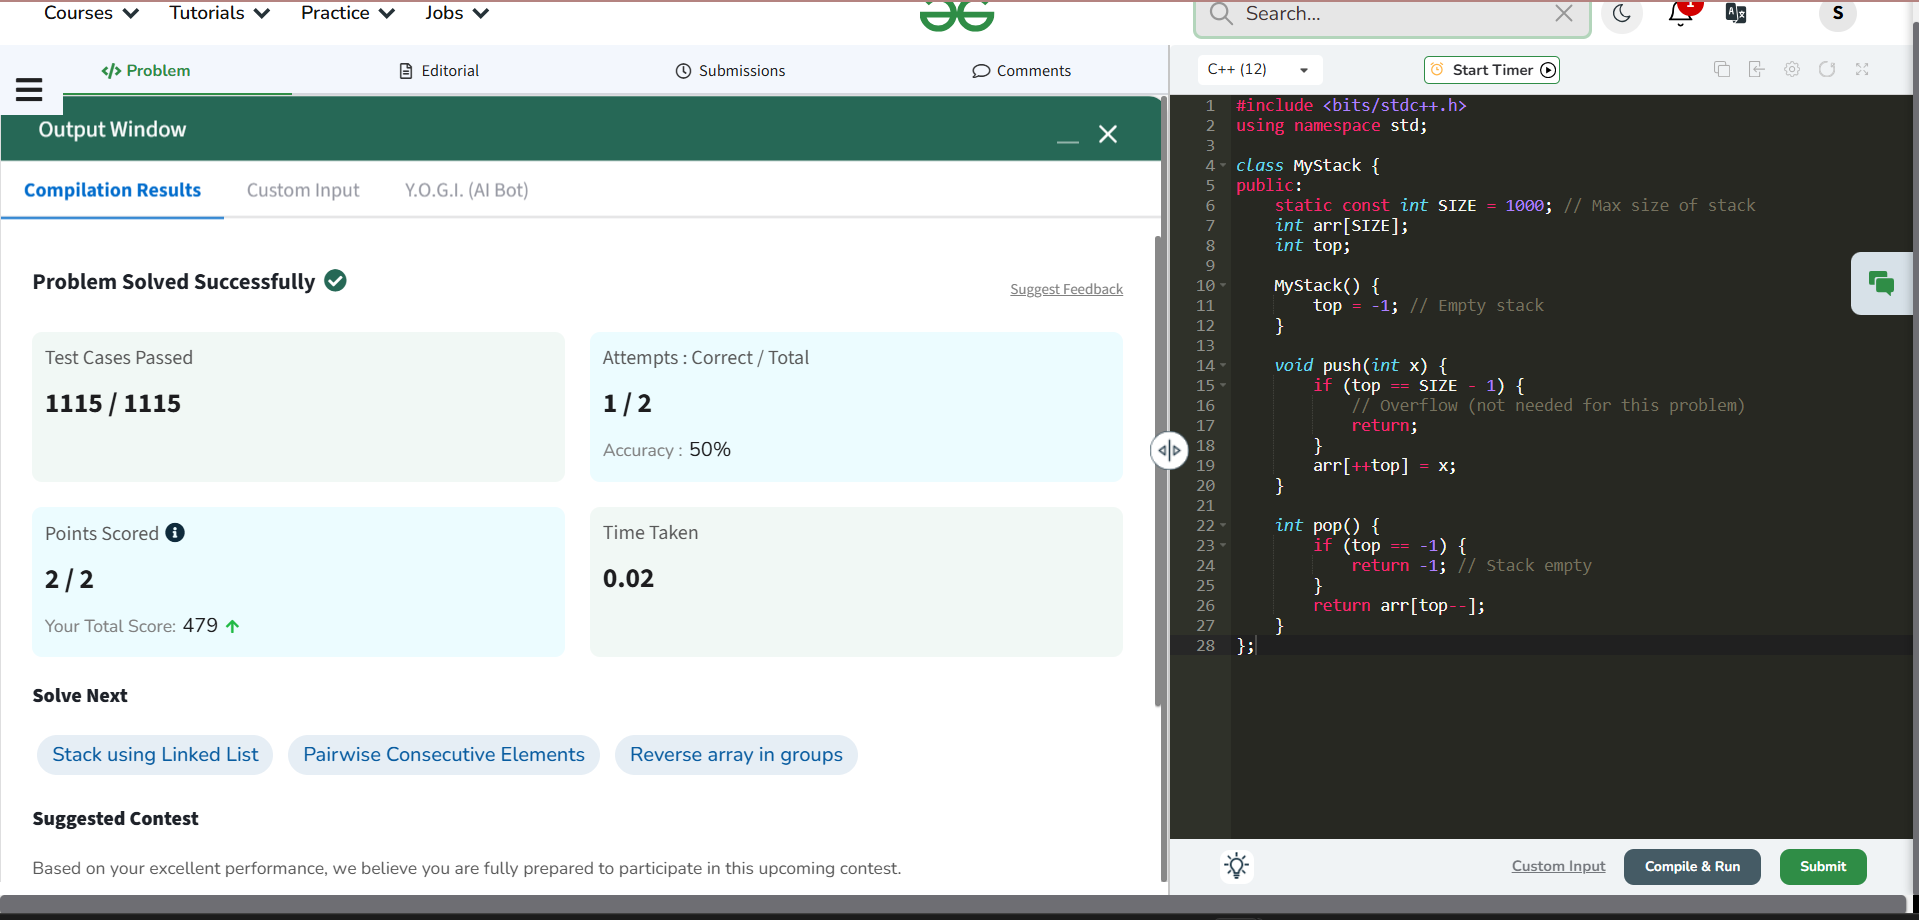 Courses Tutorials Practice Jobs Search... 1 S
Problem Editorial Submissions Comments
Output Window
Compilation Results Custom Input Y.O.G.I. (AI Bot)
Problem Solved Successfully
Suggest Feedback
Test Cases Passed
1115 / 1115
Attempts : Correct / Total
1 / 2
Accuracy : 50%
Points Scored
2 / 2
Your Total Score: 479
Time Taken
0.02
Solve Next
Stack using Linked List Pairwise Consecutive Elements Reverse array in groups
Suggested Contest
Based on your excellent performance, we believe you are fully prepared to participate in this upcoming contest.
C++ (12) Start Timer
1 #include <bits/stdc++.h>
2 using namespace std;
3
4 class MyStack {
5 public:
6     static const int SIZE = 1000; // Max size of stack
7     int arr[SIZE];
8     int top;
9
10     MyStack() {
11         top = -1; // Empty stack
12     }
13
14     void push(int x) {
15         if (top == SIZE - 1) {
16             // Overflow (not needed for this problem)
17             return;
18         }
19         arr[++top] = x;
20     }
21
22     int pop() {
23         if (top == -1) {
24             return -1; // Stack empty
25         }
26         return arr[top--];
27     }
28 };
Custom Input Compile & Run Submit